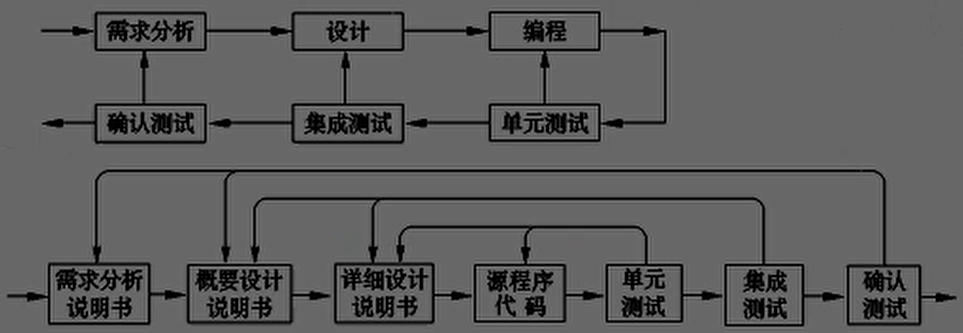 需求分析
设计
编程
确认测试
集成测试
单元测试
需求分析
说明书
概要设计
说明书
详细设计
说明书
源程序
代码
单元
测试
集成
测试
确认
测试